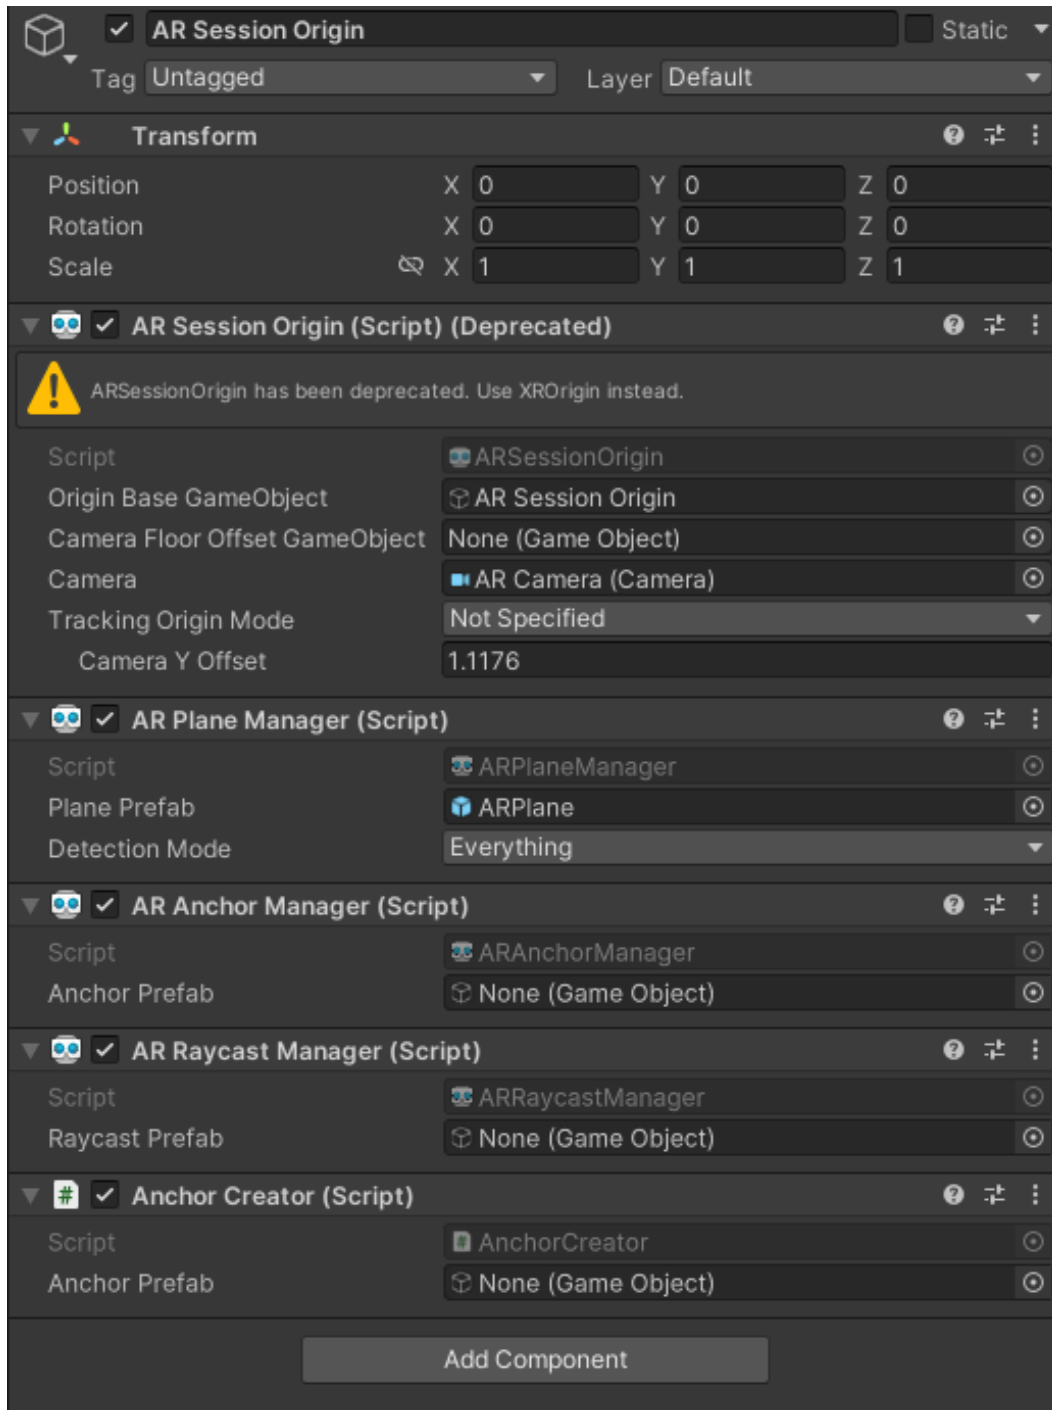 AR Session Origin Static
Tag Untagged Layer Default
Transform
Position X 0 Y 0 Z 0
Rotation X 0 Y 0 Z 0
Scale X 1 Y 1 Z 1
AR Session Origin (Script) (Deprecated)
ARSessionOrigin has been deprecated. Use XROrigin instead.
Script ARSessionOrigin
Origin Base GameObject AR Session Origin
Camera Floor Offset GameObject None (Game Object)
Camera AR Camera (Camera)
Tracking Origin Mode Not Specified
Camera Y Offset 1.1176
AR Plane Manager (Script)
Script ARPlaneManager
Plane Prefab ARPlane
Detection Mode Everything
AR Anchor Manager (Script)
Script ARAnchorManager
Anchor Prefab None (Game Object)
AR Raycast Manager (Script)
Script ARRaycastManager
Raycast Prefab None (Game Object)
# Anchor Creator (Script)
Script # AnchorCreator
Anchor Prefab None (Game Object)
Add Component